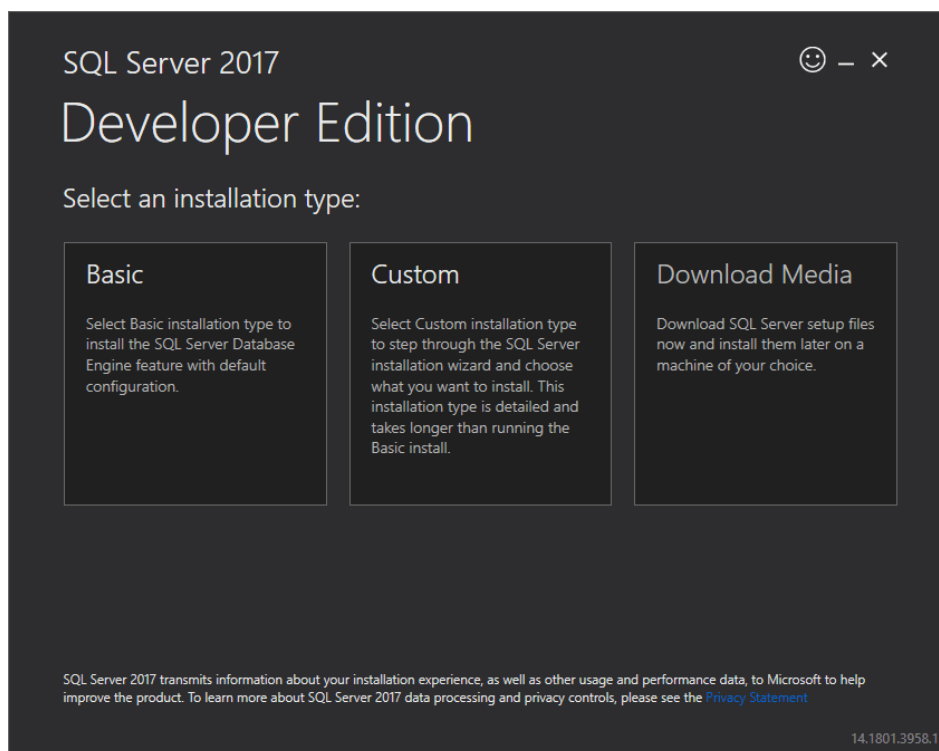 SQL Server 2017
Developer Edition
Select an installation type:
Basic
Select Basic installation type to
install the SQL Server Database
Engine feature with default
configuration.
Custom
Select Custom installation type
to step through the SQL Server
installation wizard and choose
what you want to install. This
installation type is detailed and
takes longer than running the
Basic install.
Download Media
Download SQL Server setup files
now and install them later on a
machine of your choice.
SQL Server 2017 transmits information about your installation experience, as well as other usage and performance data, to Microsoft to help
improve the product. To learn more about SQL Server 2017 data processing and privacy controls, please see the Privacy Statement
14.1801.3958.1